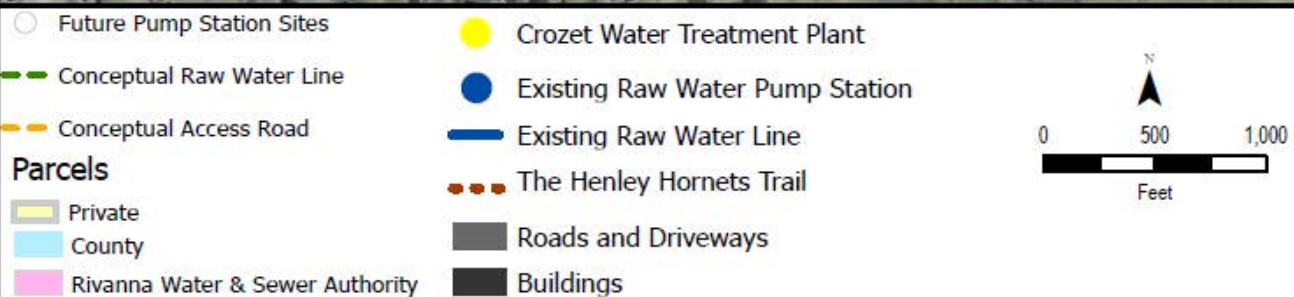 Future Pump Station Sites
Conceptual Raw Water Line
Conceptual Access Road
Parcels
Private
County
Rivanna Water & Sewer Authority
Crozet Water Treatment Plant
Existing Raw Water Pump Station
Existing Raw Water Line
The Henley Hornets Trail
Roads and Driveways
Buildings
N
0 500 1,000
Feet